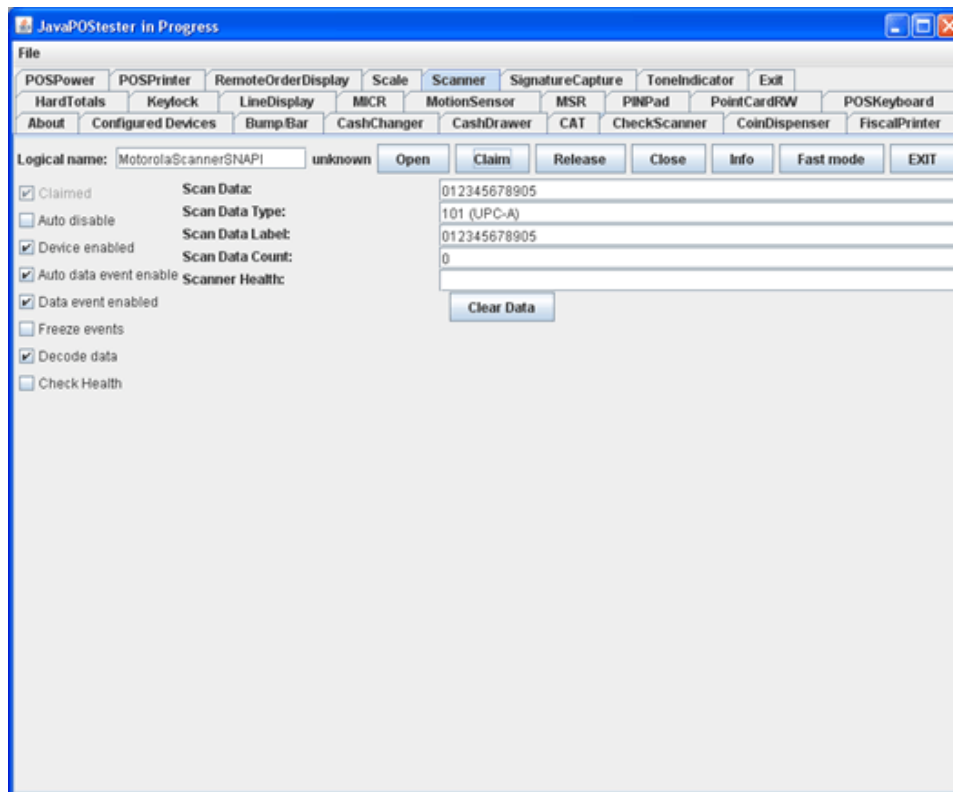 JavaPOStester in Progress
File
POSPower POSPrinter RemoteOrderDisplay Scale Scanner SignatureCapture ToneIndicator Exit
HardTotals Keylock LineDisplay MICR MotionSensor MSR PINPad PointCardRW POSKeyboard
About Configured Devices Bump/Bar CashChanger CashDrawer CAT CheckScanner CoinDispenser FiscalPrinter
Logical name: MotorolaScannerSNAPI unknown Open Claim Release Close Info Fast mode EXIT
Claimed
Auto disable
Device enabled
Auto data event enable
Data event enabled
Freeze events
Decode data
Check Health
Scan Data: 012345678905
Scan Data Type: 101 (UPC-A)
Scan Data Label: 012345678905
Scan Data Count: 0
Scanner Health:
Clear Data